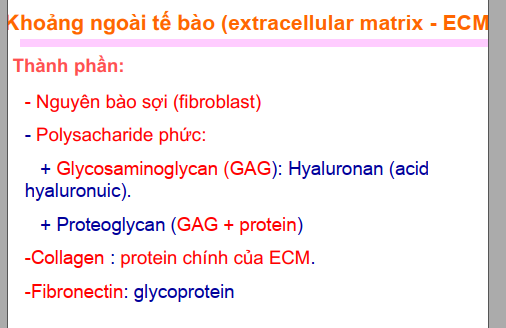 Khoảng ngoài tế bào (extracellular matrix - ECM
Thành phần:
- Nguyên bào sợi (fibroblast)
- Polysacharide phức:
+ Glycosaminoglycan (GAG): Hyaluronan (acid
hyaluronuic).
+ Proteoglycan (GAG + protein)
-Collagen : protein chính của ECM.
-Fibronectin: glycoprotein